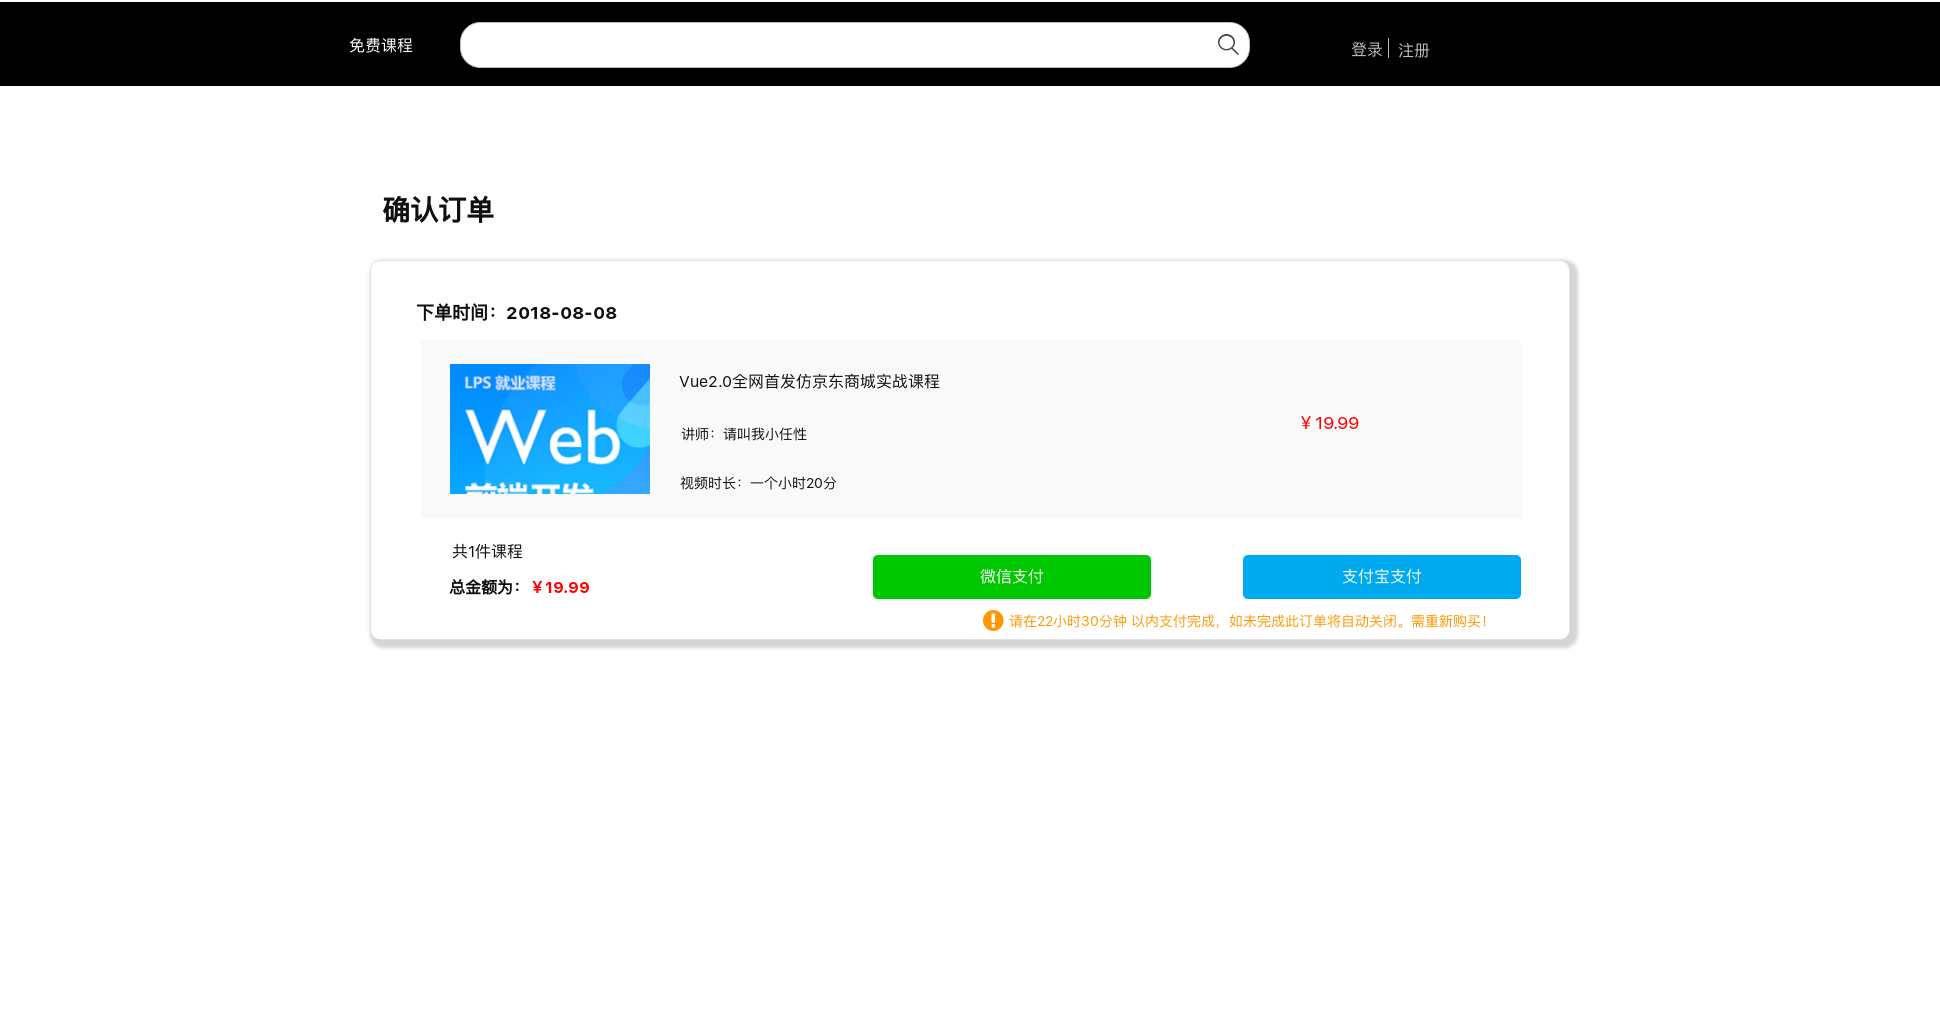 免费课程
登录
注册
确认订单
下单时间：2018-08-08
LPS 就业课程
Web
前端开发
Vue2.0全网首发仿京东商城实战课程
讲师：请叫我小任性
视频时长：一个小时20分
￥19.99
共1件课程
总金额为：￥19.99
微信支付
支付宝支付
请在22小时30分钟 以内支付完成，如未完成此订单将自动关闭。需重新购买！